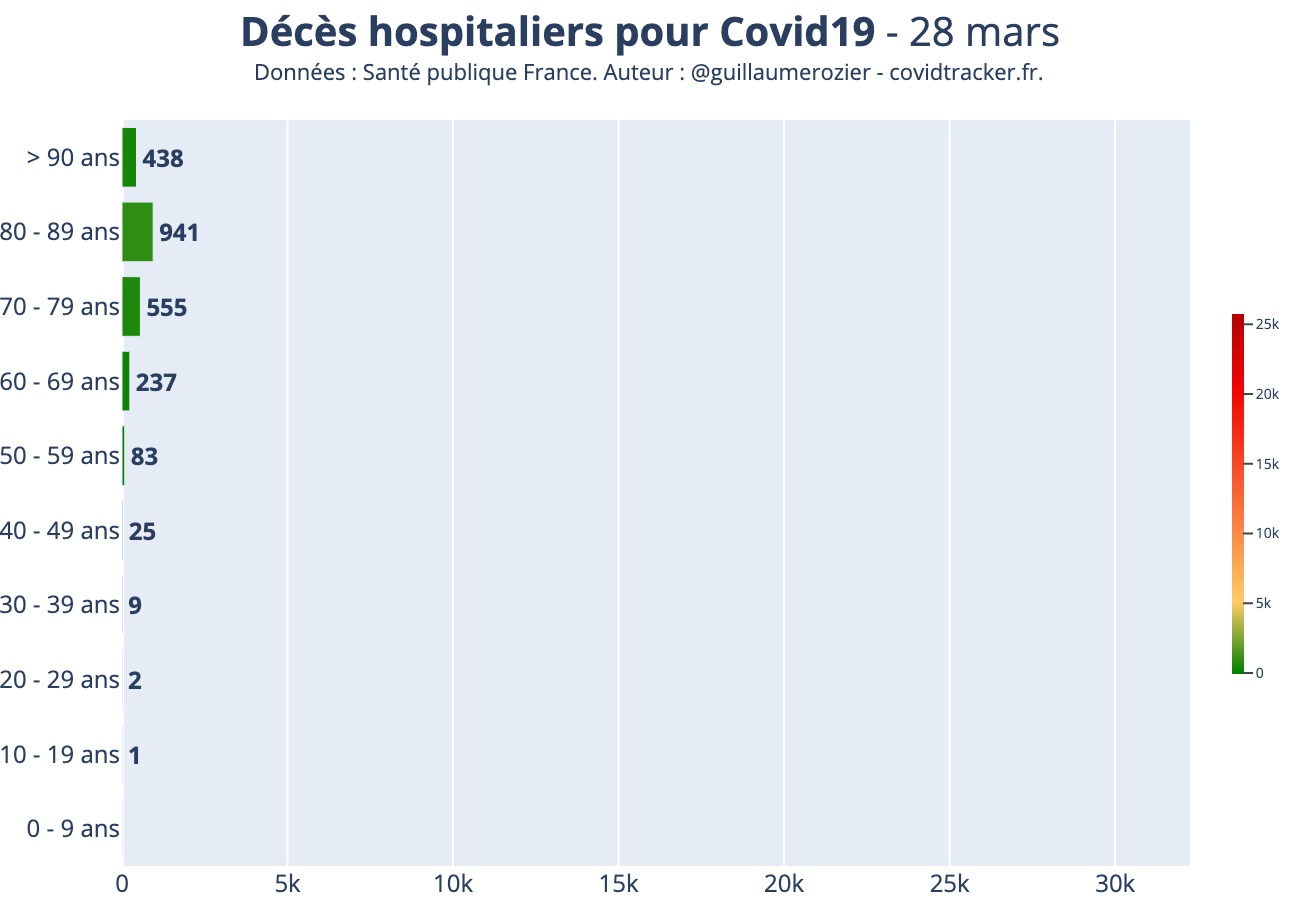 Décès hospitaliers pour Covid19 - 28 mars
Données : Santé publique France. Auteur : @guillaumerozier - covidtracker.fr.
> 90 ans 438
80 - 89 ans 941
70 - 79 ans 555
60 - 69 ans 237
50 - 59 ans 83
40 - 49 ans 25
30 - 39 ans 9
20 - 29 ans 2
10 - 19 ans 1
0 - 9 ans
0 5k 10k 15k 20k 25k 30k
25k
20k
15k
10k
5k
0